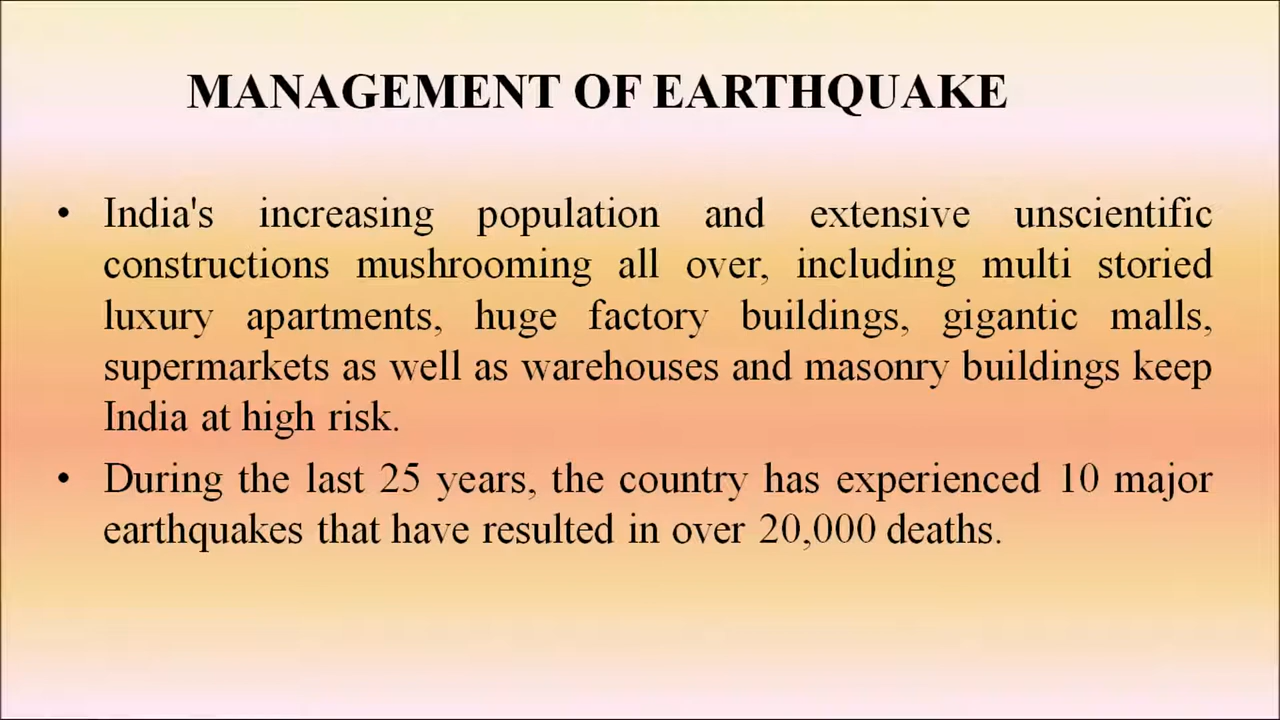 MANAGEMENT OF EARTHQUAKE
• India's increasing population and extensive unscientific
constructions mushrooming all over, including multi storied
luxury apartments, huge factory buildings, gigantic malls,
supermarkets as well as warehouses and masonry buildings keep
India at high risk.
• During the last 25 years, the country has experienced 10 major
earthquakes that have resulted in over 20,000 deaths.